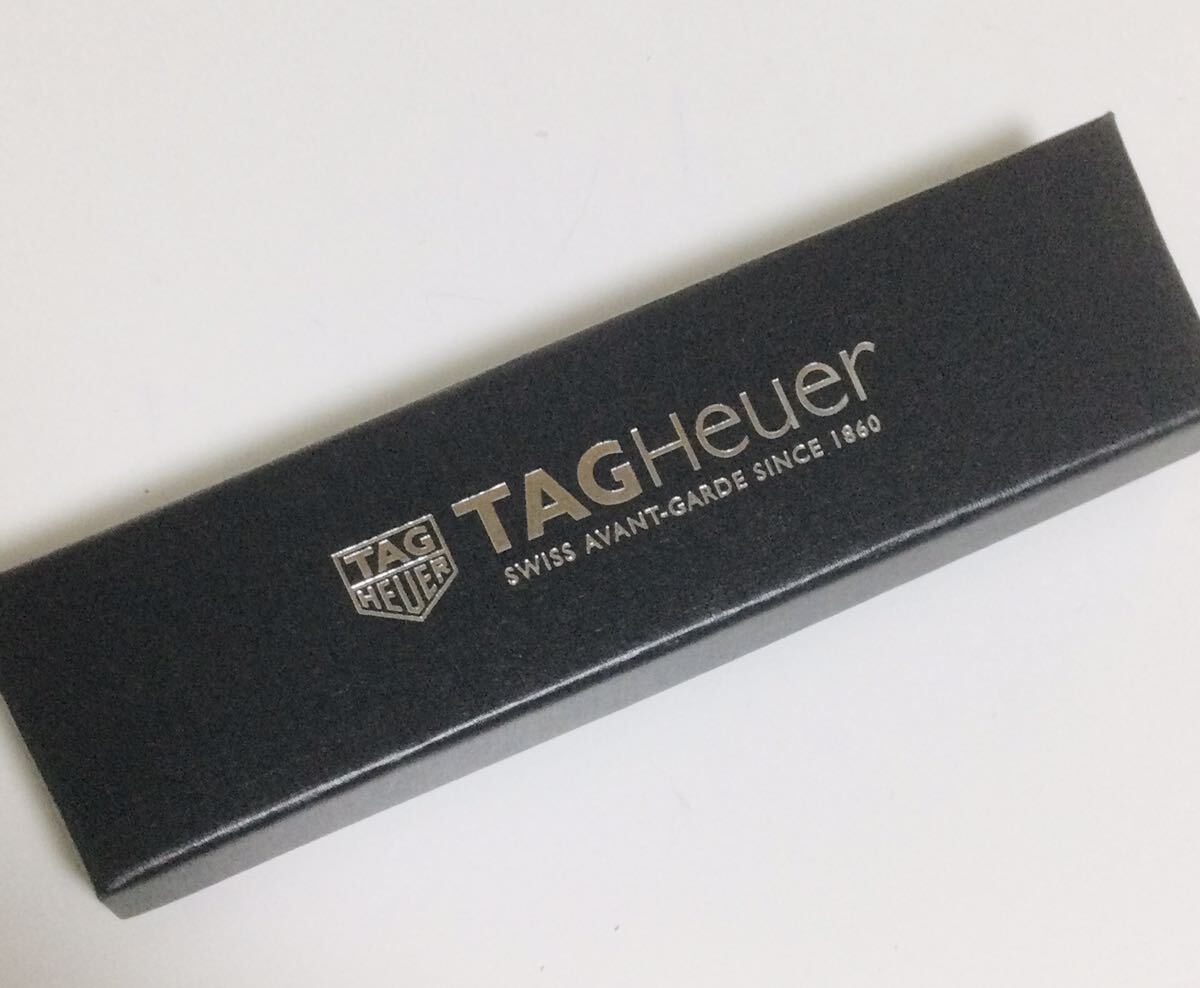 TAG
HEUER
TAGHeuer
SWISS AVANT-GARDE SINCE 1860